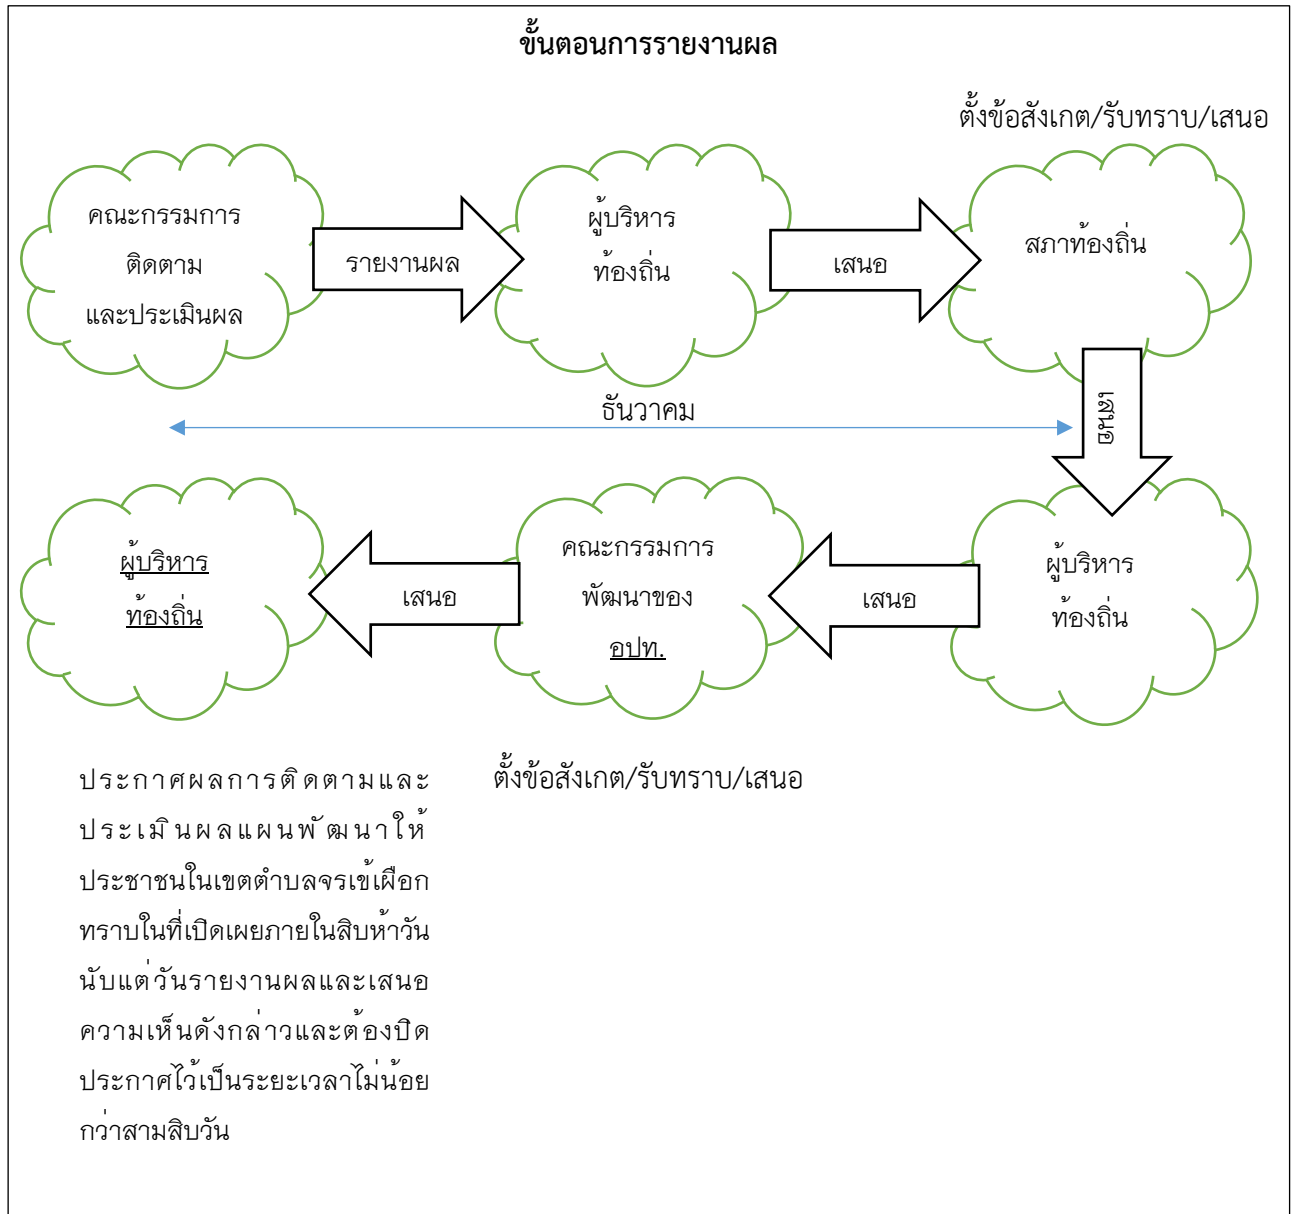 ขั้นตอนการรายงานผล
ตั้งข้อสังเกต/รับทราบ/เสนอ
คณะกรรมการ
ติดตาม
และประเมินผล
รายงานผล
ผู้บริหาร
ท้องถิ่น
เสนอ
สภาท้องถิ่น
เสนอ
ธันวาคม
ผู้บริหาร
ท้องถิ่น
เสนอ
คณะกรรมการ
พัฒนาของ
อปท.
เสนอ
ผู้บริหาร
ท้องถิ่น
ตั้งข้อสังเกต/รับทราบ/เสนอ
ประกาศผลการติดตามและ
ประเมินผลแผนพัฒนาให้
ประชาชนในเขตตำบลจรเข้เผือก
ทราบในที่เปิดเผยภายในสิบห้าวัน
นับแต่วันรายงานผลและเสนอ
ความเห็นดังกล่าวและต้องปิด
ประกาศไว้เป็นระยะเวลาไม่น้อย
กว่าสามสิบวัน